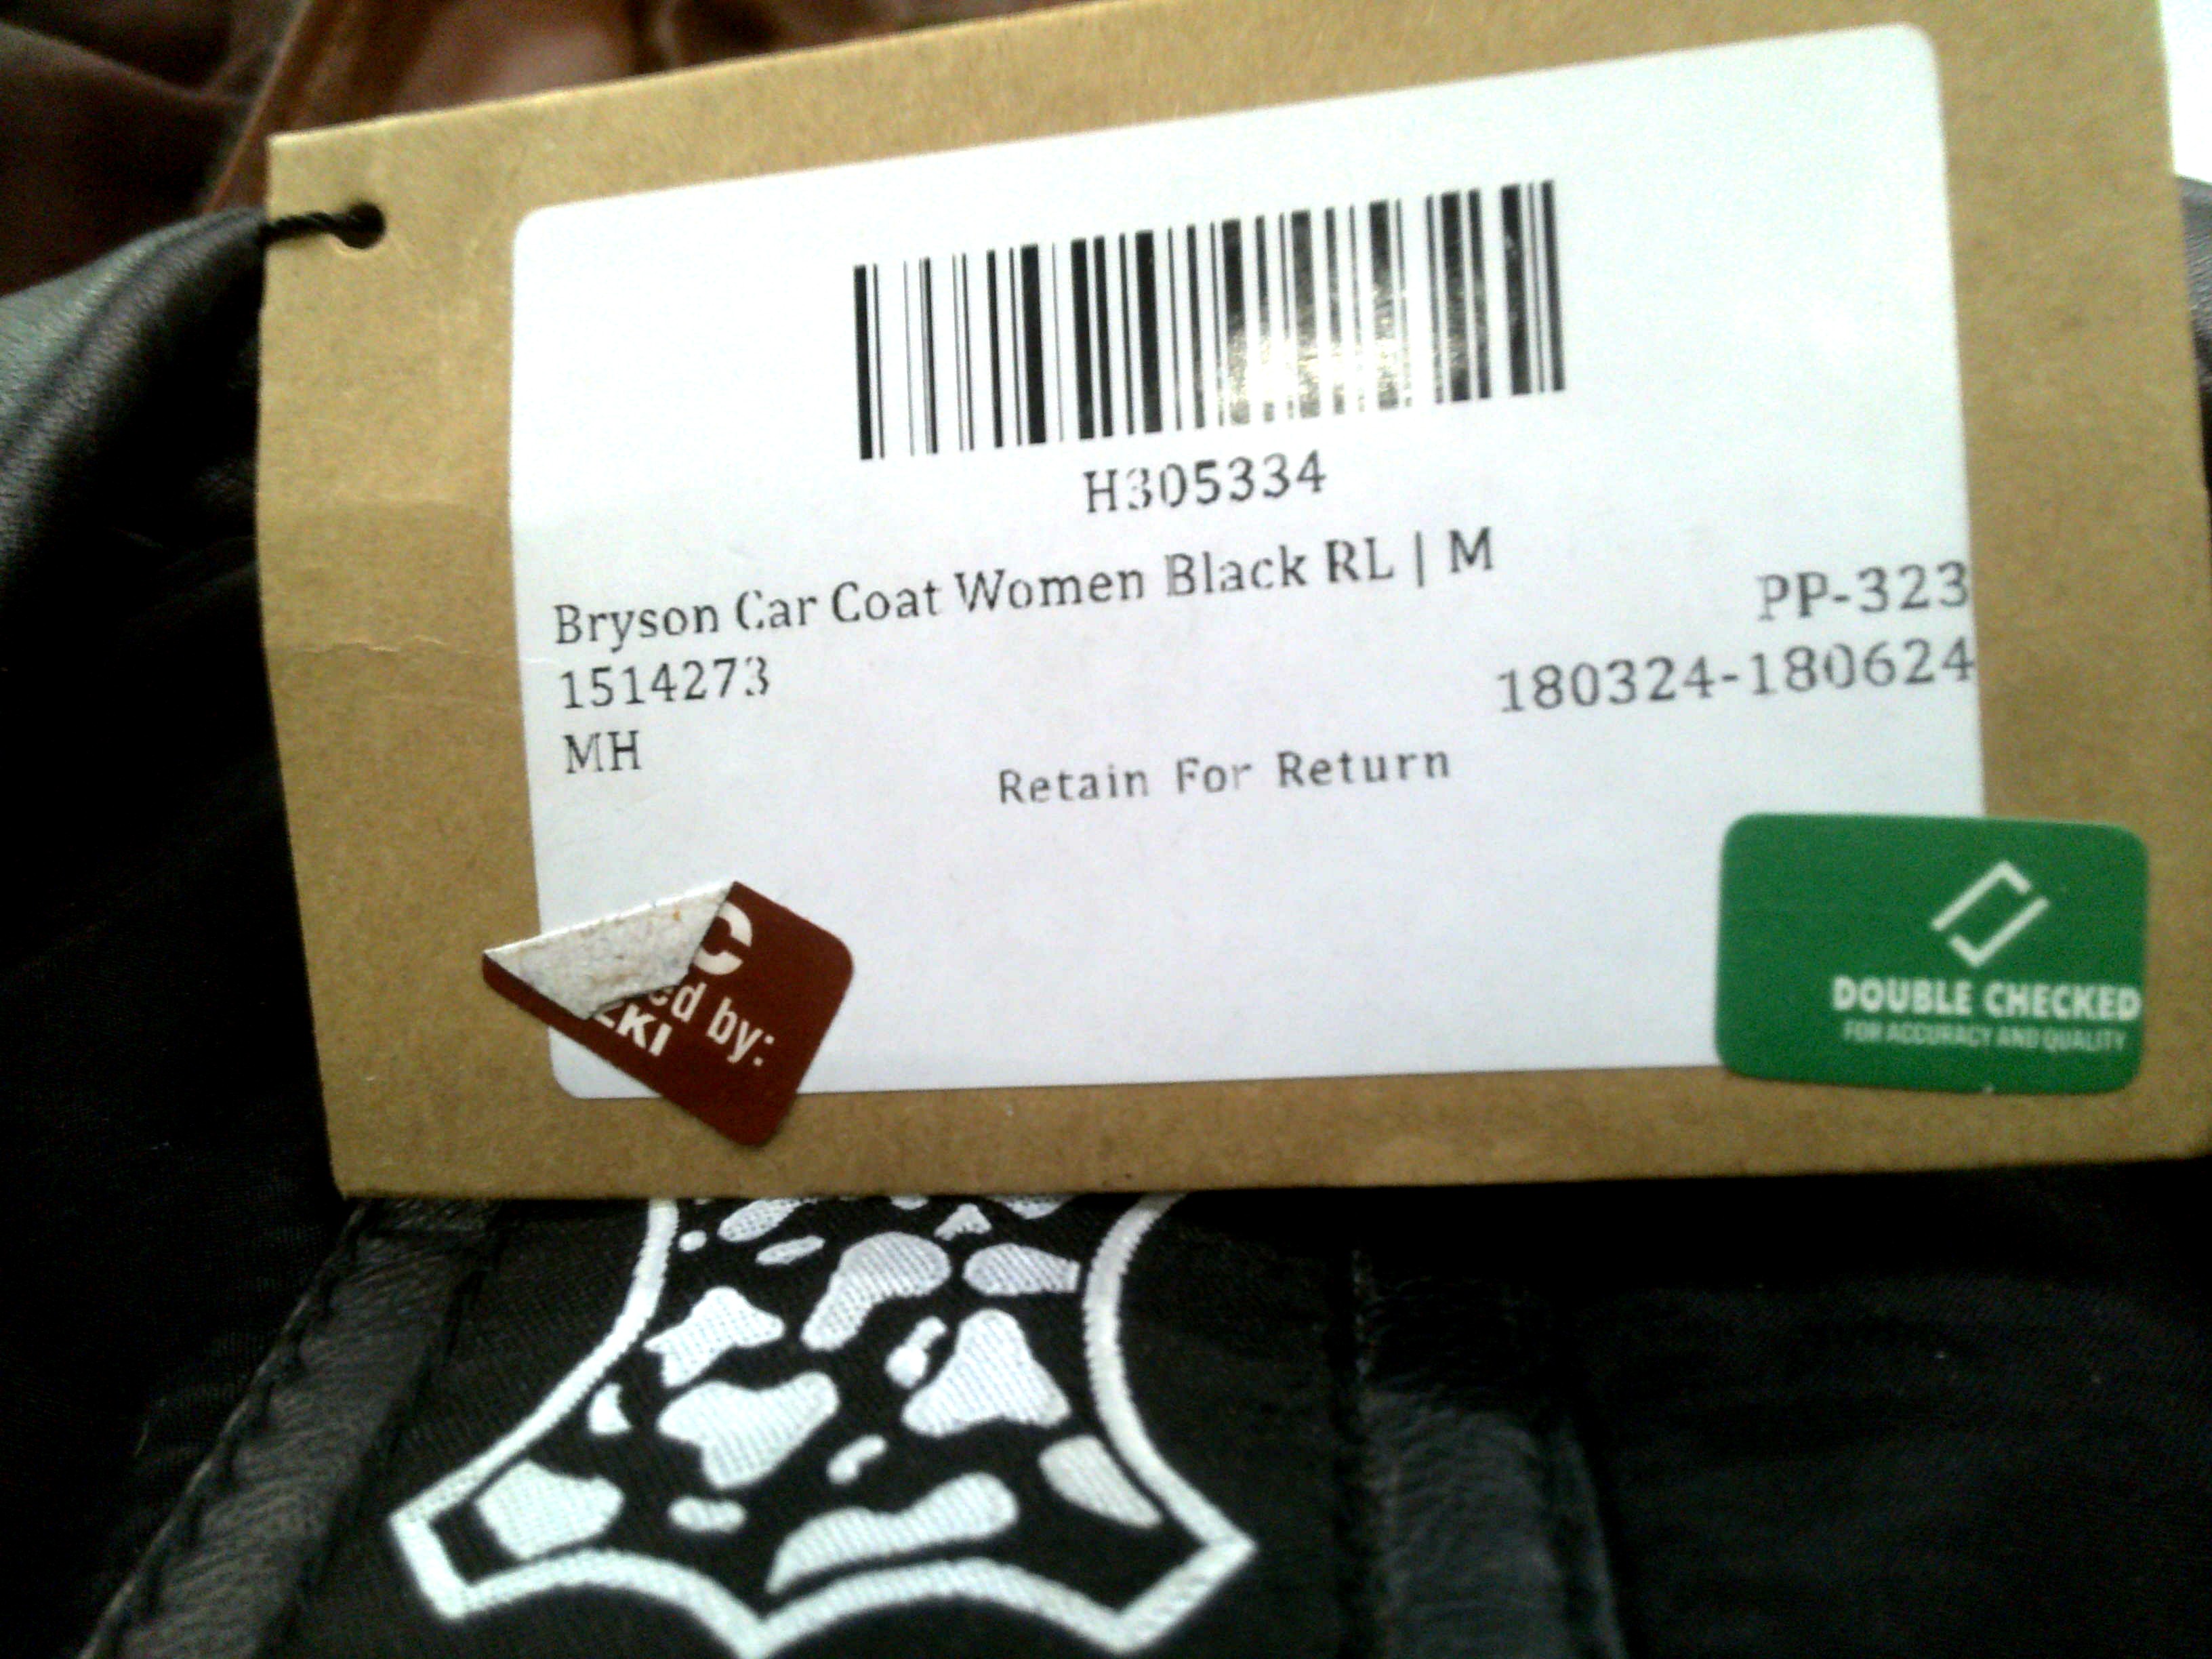 H305334
Bryson Car Coat Women Black RL | M
PP-323
1514273
180324-180624
MH
Retain For Return
C
ed by:
ZKI
DOUBLE CHECKED
FOR ACCURACY AND QUALITY